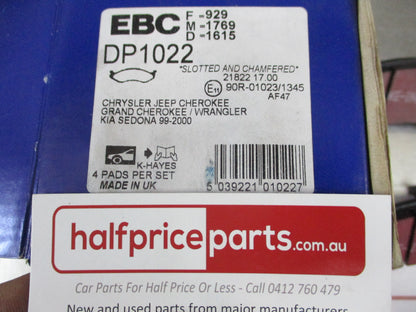 EBC F =929
M =1769
D =1615
DP1022
"SLOTTED AND CHAMFERED"
21822 17.00
E11 90R-01023/1345
AF47
CHRYSLER JEEP CHEROKEE
GRAND CHEROKEE / WRANGLER
KIA SEDONA 99-2000
K-HAYES
4 PADS PER SET
MADE IN UK
5 039221 010227
halfpriceparts.com.au
Car Parts For Half Price Or Less - Call 0412 760 479
New and used parts from major manufacturers